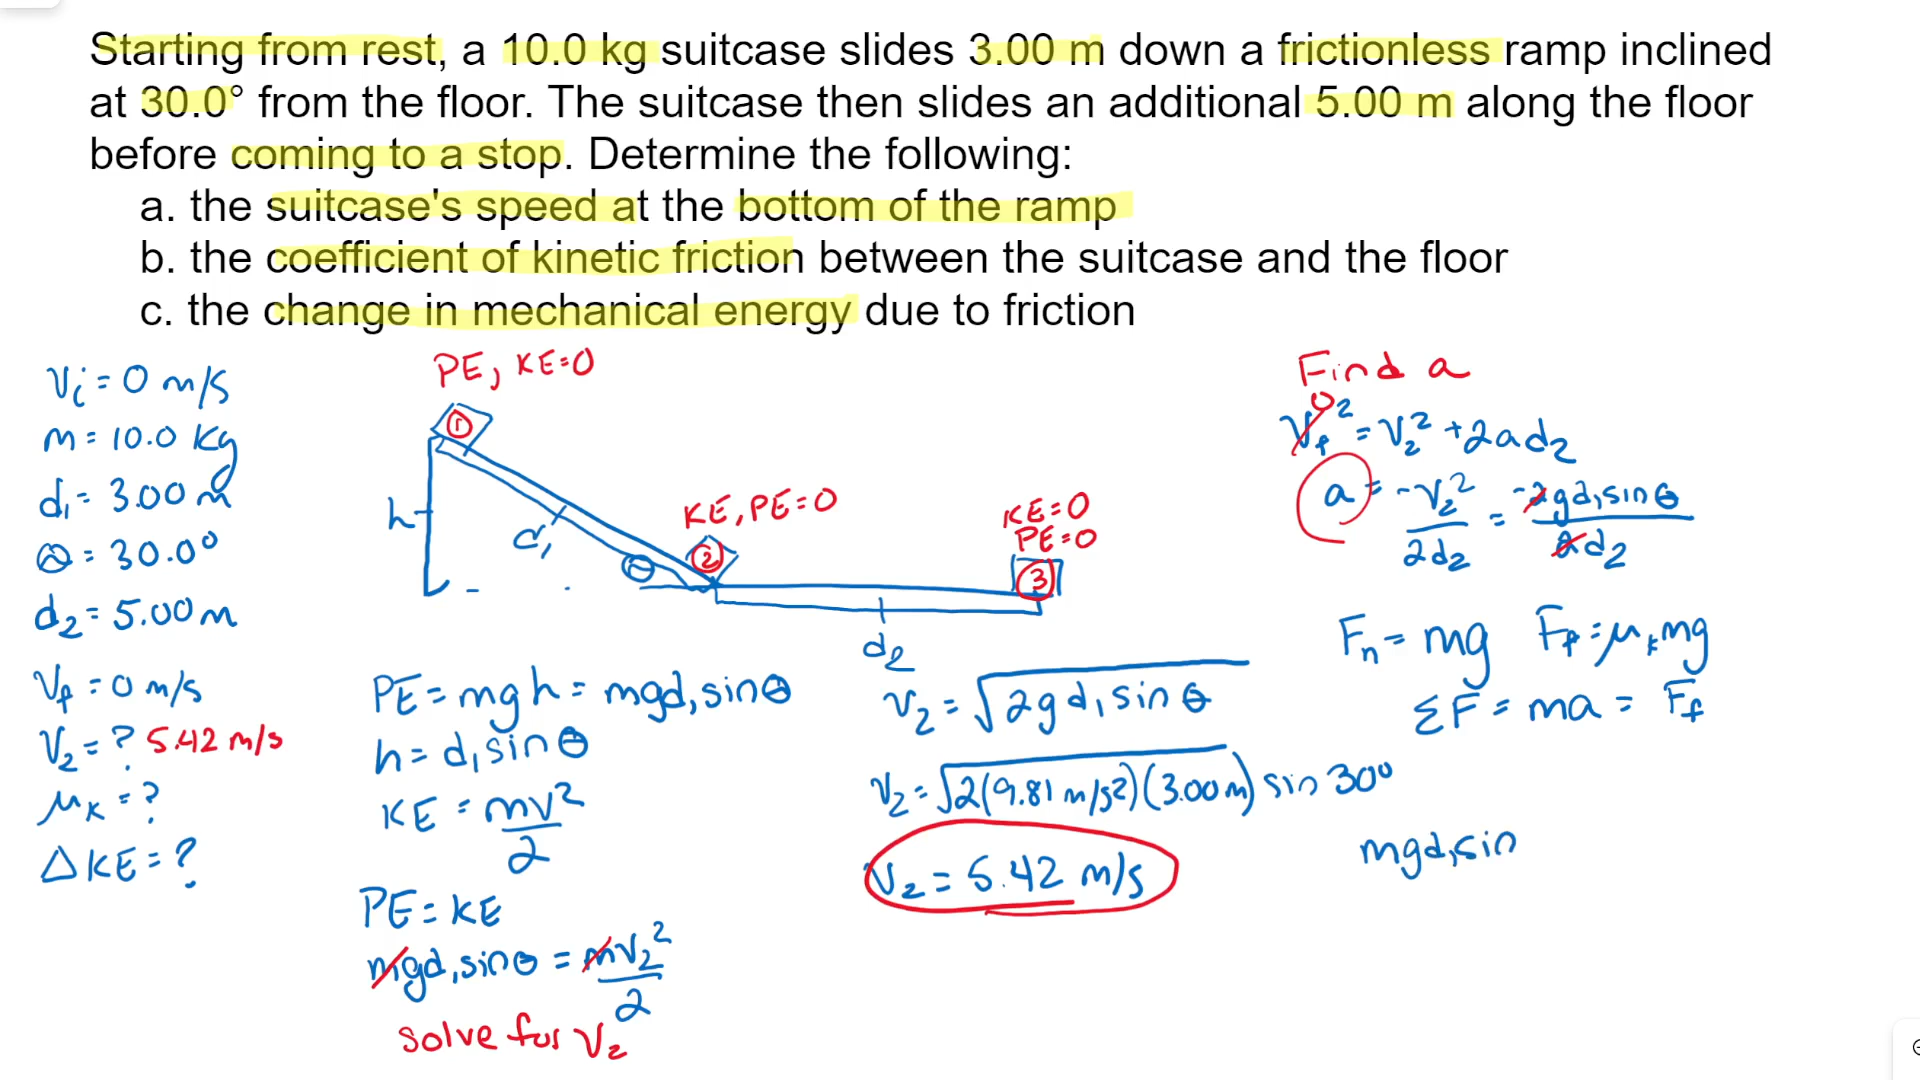 Starting from rest, a 10.0 kg suitcase slides 3.00 m down a frictionless ramp inclined
at 30.0° from the floor. The suitcase then slides an additional 5.00 m along the floor
before coming to a stop. Determine the following:
a. the suitcase's speed at the bottom of the ramp
b. the coefficient of kinetic friction between the suitcase and the floor
c. the change in mechanical energy due to friction
Vi = 0 m/s
m = 10.0 kg
d₁ = 3.00 m
θ = 30.0°
d₂ = 5.00 m
Vf = 0 m/s
V₂ = ? 5.42 m/s
μk = ?
ΔKE = ?
PE, KE=0
①
h
d₁
θ
KE, PE=0
②
KE=0
PE=0
③
d₂
PE = mgh = mgd₁sinθ
h = d₁sinθ
KE = mv²/2
PE = KE
mgd₁sinθ = mv₂²/2
solve for V₂
V₂ = √2gd₁sinθ
V₂ = √2(9.81 m/s²)(3.00m) sin 30°
V₂ = 5.42 m/s
Find a
0
Vf² = V₂² + 2ad₂
a = -V₂²/2d₂ = -2gd₁sinθ/2d₂
Fn = mg Ff = μkmg
ΣF = ma = Ff
mgd₁sin